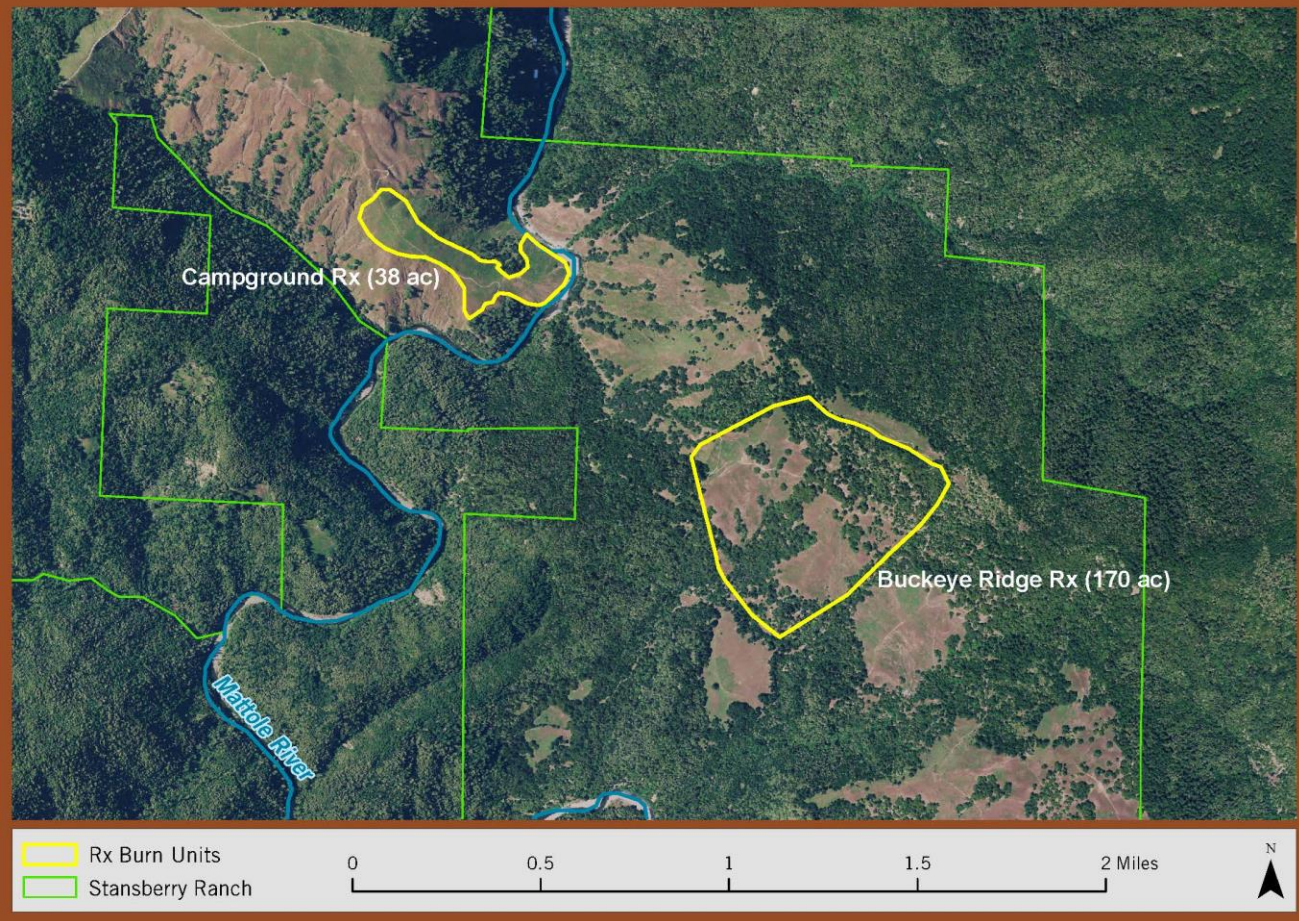 Campground Rx (38 ac)
Buckeye Ridge Rx (170 ac)
Mattole River
Rx Burn Units
Stansberry Ranch
0 0.5 1 1.5 2 Miles
N